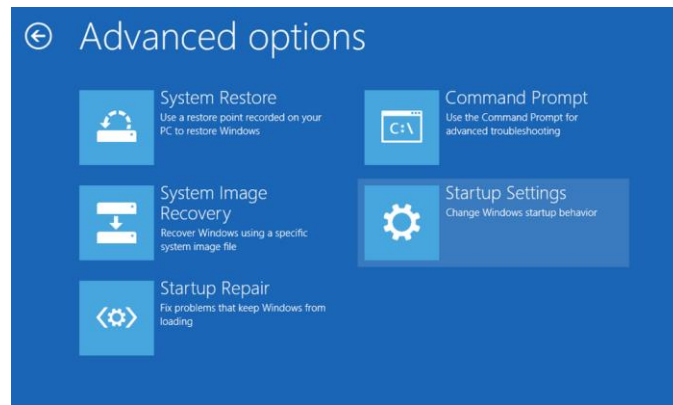 Advanced options
System Restore
Use a restore point recorded on your
PC to restore Windows
System Image
Recovery
Recover Windows using a specific
system image file
Startup Repair
Fix problems that keep Windows from
loading
C:\
Command Prompt
Use the Command Prompt for
advanced troubleshooting
Startup Settings
Change Windows startup behavior